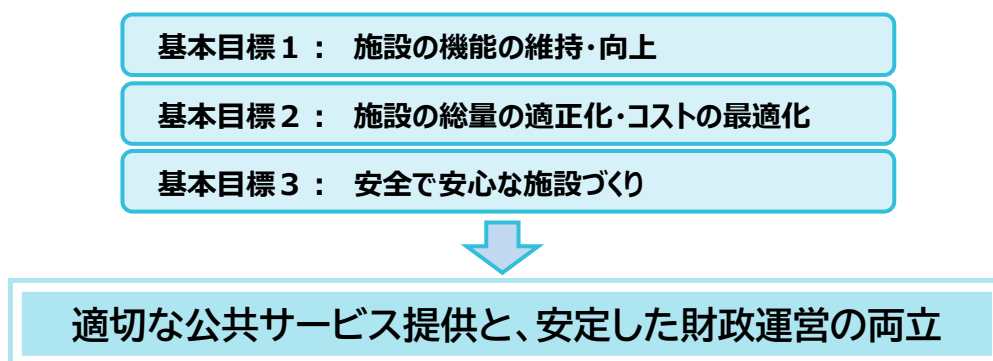 基本目標１： 施設の機能の維持・向上
基本目標２： 施設の総量の適正化・コストの最適化
基本目標３： 安全で安心な施設づくり
適切な公共サービス提供と、安定した財政運営の両立